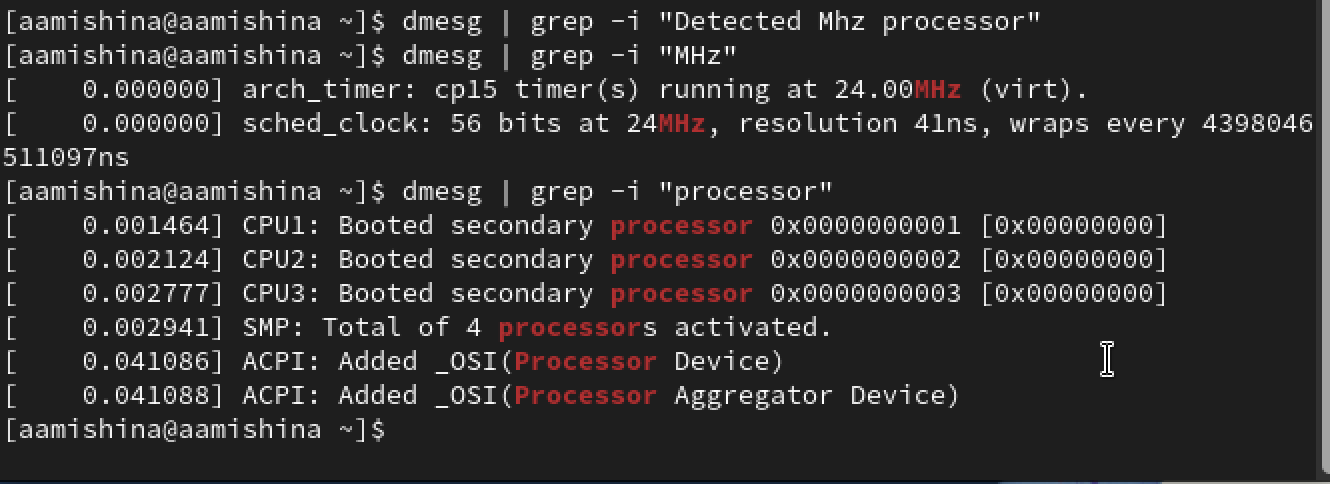 [aamishina@aamishina ~]$ dmesg | grep -i "Detected Mhz processor"
[aamishina@aamishina ~]$ dmesg | grep -i "MHz"
[    0.000000] arch_timer: cp15 timer(s) running at 24.00MHz (virt).
[    0.000000] sched_clock: 56 bits at 24MHz, resolution 41ns, wraps every 4398046
511097ns
[aamishina@aamishina ~]$ dmesg | grep -i "processor"
[    0.001464] CPU1: Booted secondary processor 0x0000000001 [0x00000000]
[    0.002124] CPU2: Booted secondary processor 0x0000000002 [0x00000000]
[    0.002777] CPU3: Booted secondary processor 0x0000000003 [0x00000000]
[    0.002941] SMP: Total of 4 processors activated.
[    0.041086] ACPI: Added _OSI(Processor Device)
[    0.041088] ACPI: Added _OSI(Processor Aggregator Device)
[aamishina@aamishina ~]$